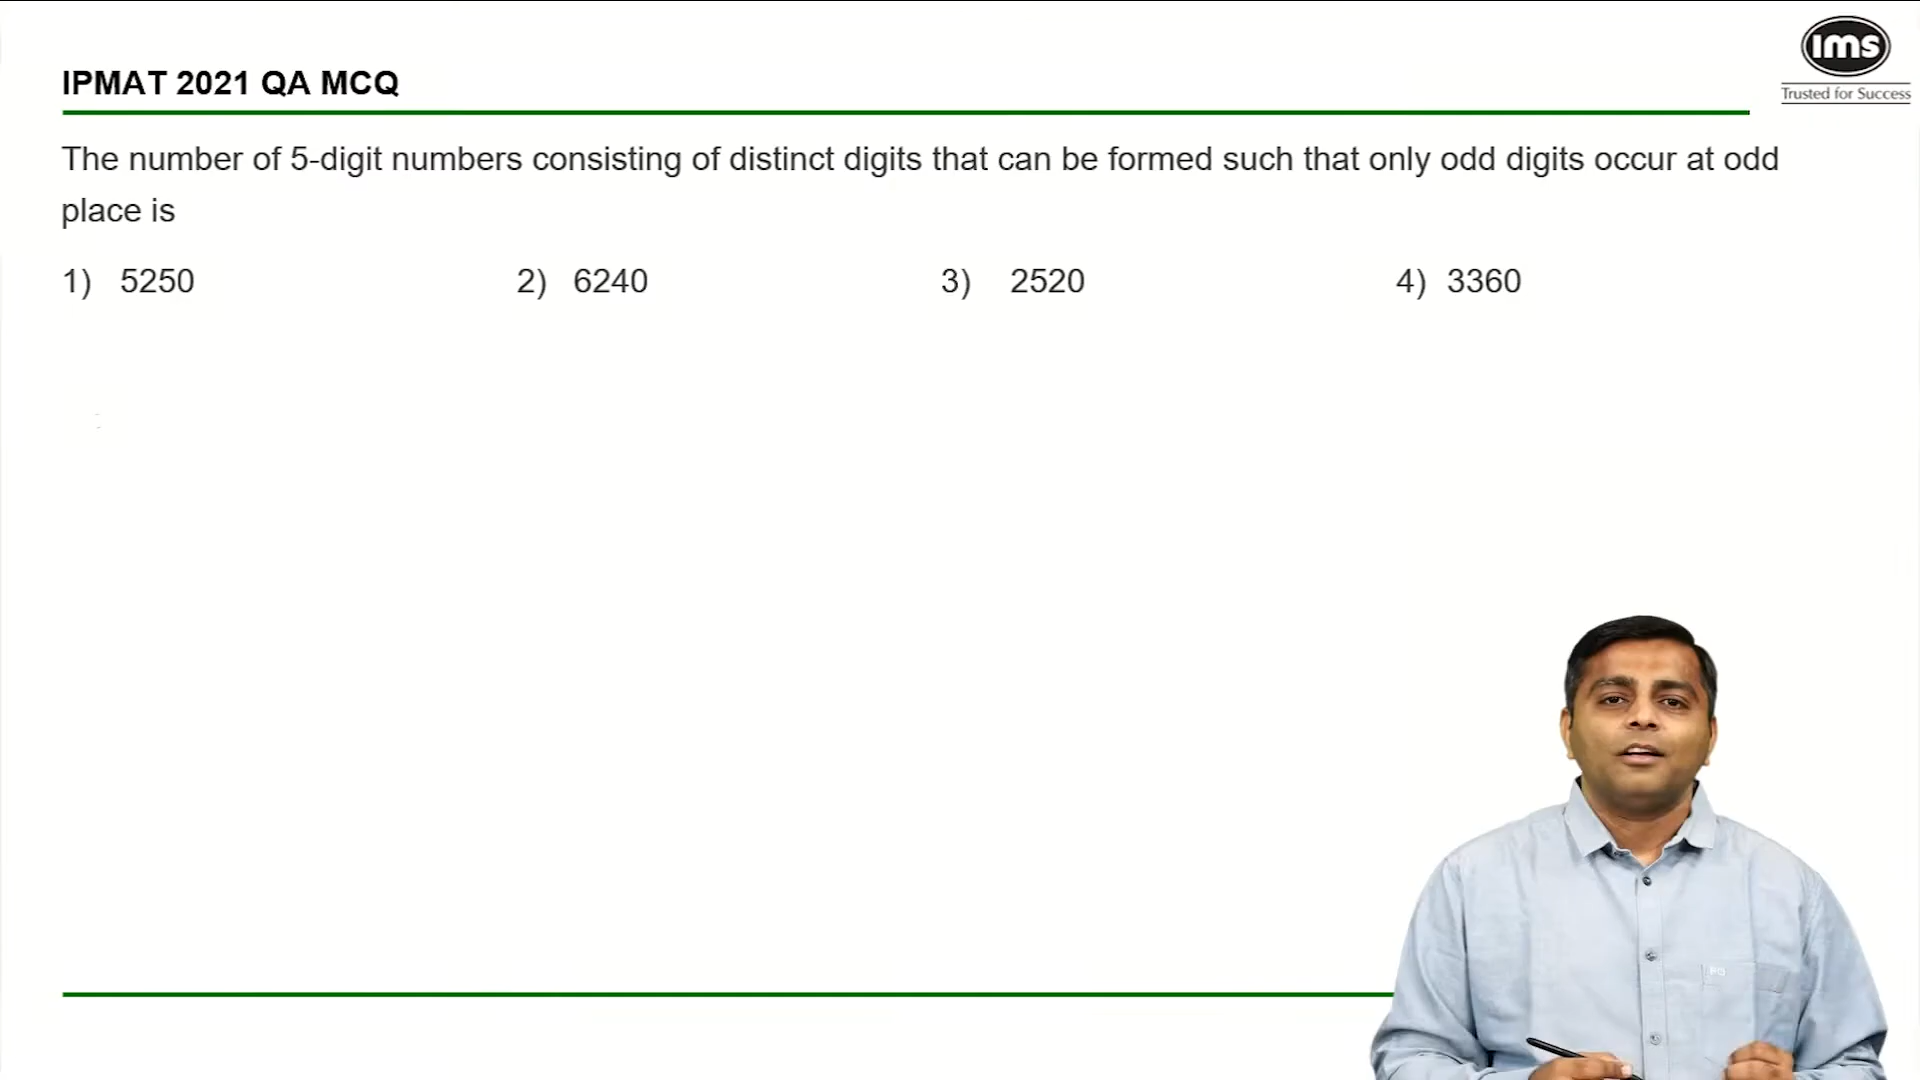 ims
Trusted for Success
IPMAT 2021 QA MCQ
The number of 5-digit numbers consisting of distinct digits that can be formed such that only odd digits occur at odd
place is
1) 5250 2) 6240 3) 2520 4) 3360